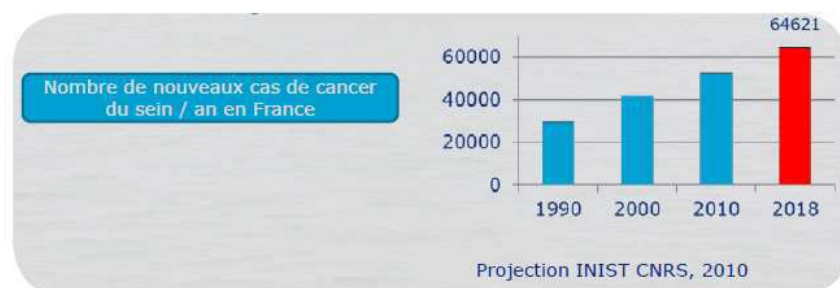 Nombre de nouveaux cas de cancer
du sein / an en France
64621
60000
40000
20000
0
1990 2000 2010 2018
Projection INIST CNRS, 2010